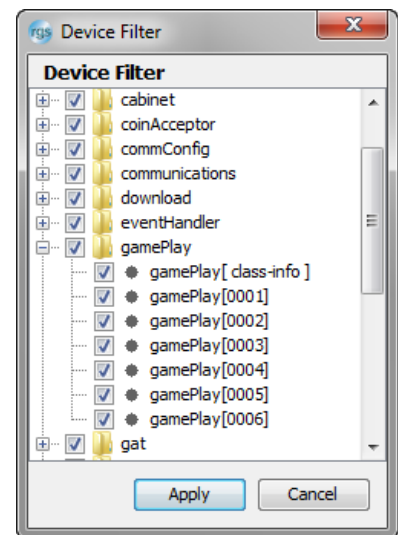 rgs Device Filter
Device Filter
cabinet
coinAcceptor
commConfig
communications
download
eventHandler
gamePlay
gamePlay[ class-info ]
gamePlay[0001]
gamePlay[0002]
gamePlay[0003]
gamePlay[0004]
gamePlay[0005]
gamePlay[0006]
gat
Apply Cancel